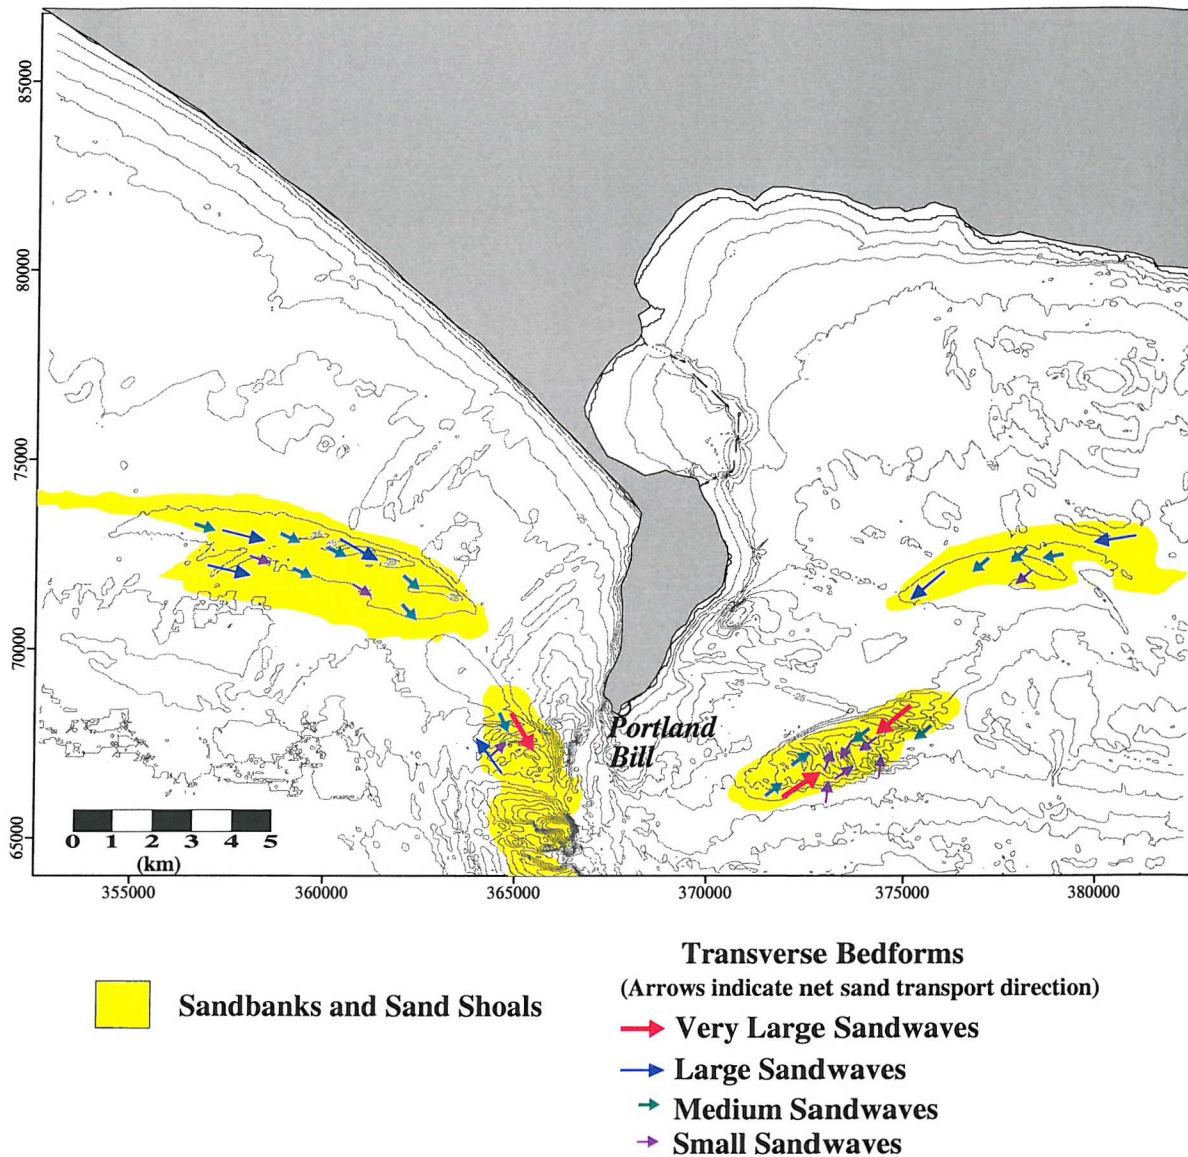 85000
80000
75000
70000
65000
Portland
Bill
0 1 2 3 4 5
(km)
355000 360000 365000 370000 375000 380000
Transverse Bedforms
(Arrows indicate net sand transport direction)
Sandbanks and Sand Shoals
Very Large Sandwaves
Large Sandwaves
Medium Sandwaves
Small Sandwaves